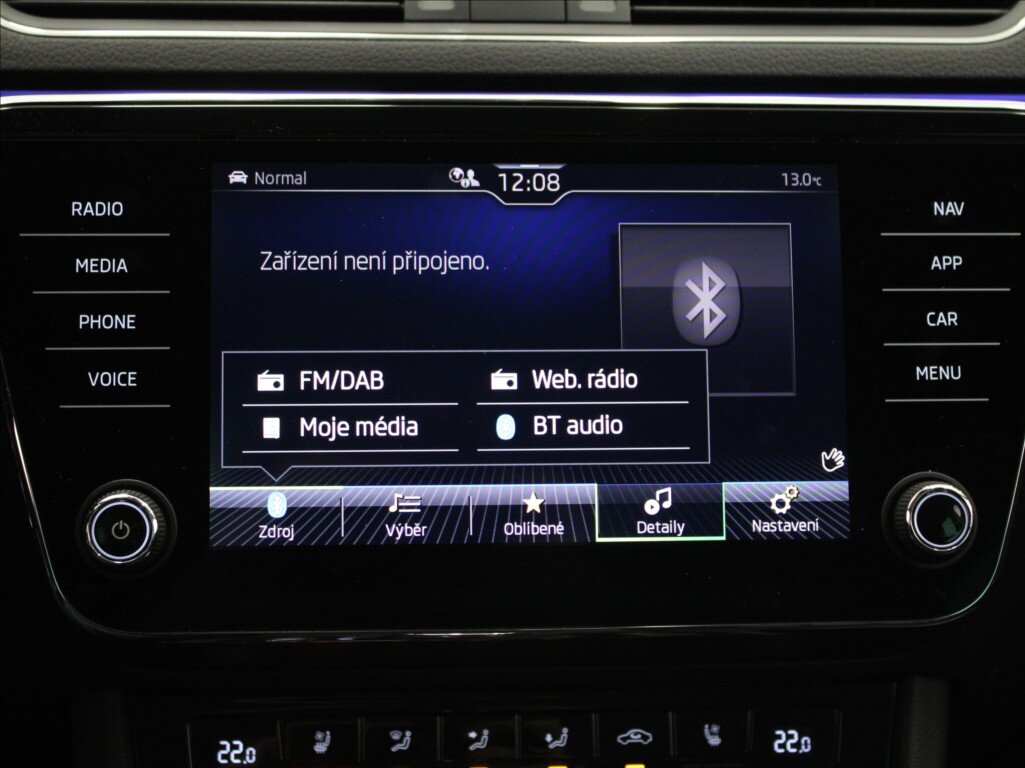 Normal
12:08
13.0°C
RADIO
MEDIA
PHONE
VOICE
NAV
APP
CAR
MENU
Zařízení není připojeno.
FM/DAB
Web. rádio
Moje média
BT audio
Zdroj
Výběr
Oblíbené
Detaily
Nastavení
22.0
22.0